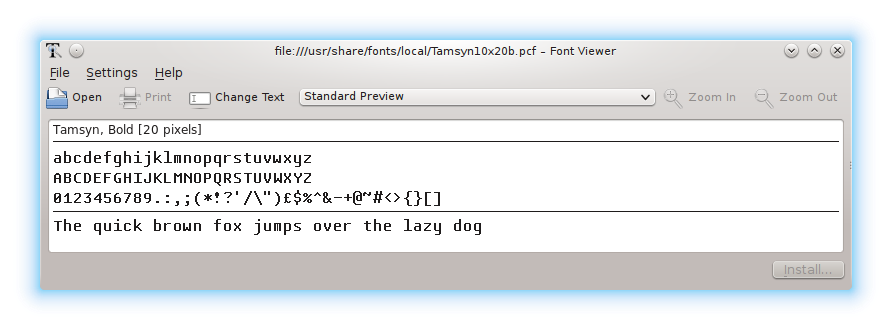 file:///usr/share/fonts/local/Tamsyn10x20b.pcf – Font Viewer
File Settings Help
Open Print Change Text Standard Preview Zoom In Zoom Out
Tamsyn, Bold [20 pixels]
abcdefghijklmnopqrstuvwxyz
ABCDEFGHIJKLMNOPQRSTUVWXYZ
0123456789.:,;(*!?'/\")£$%^&-+@~#<>{}[]
The quick brown fox jumps over the lazy dog
Install...